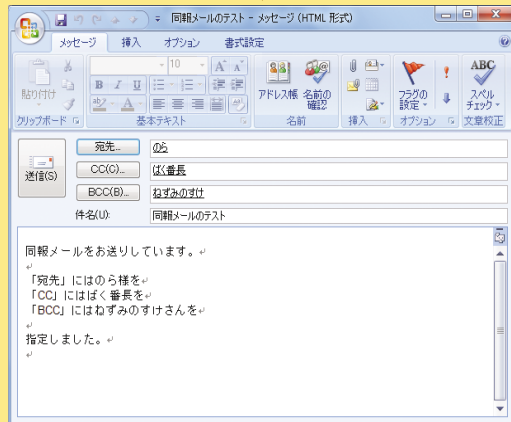 同報メールのテスト - メッセージ (HTML 形式)
メッセージ 挿入 オプション 書式設定
貼り付け
10
B I U
アドレス帳 名前の確認
フラグの設定
ABC
スペルチェック
クリップボード 基本テキスト 名前 挿入 オプション 文章校正
送信(S)
宛先... のら
CC(C)... ばく番長
BCC(B)... ねずみのすけ
件名(U): 同報メールのテスト
同報メールをお送りしています。
「宛先」にはのら様を
「CC」にはばく番長を
「BCC」にはねずみのすけさんを
指定しました。